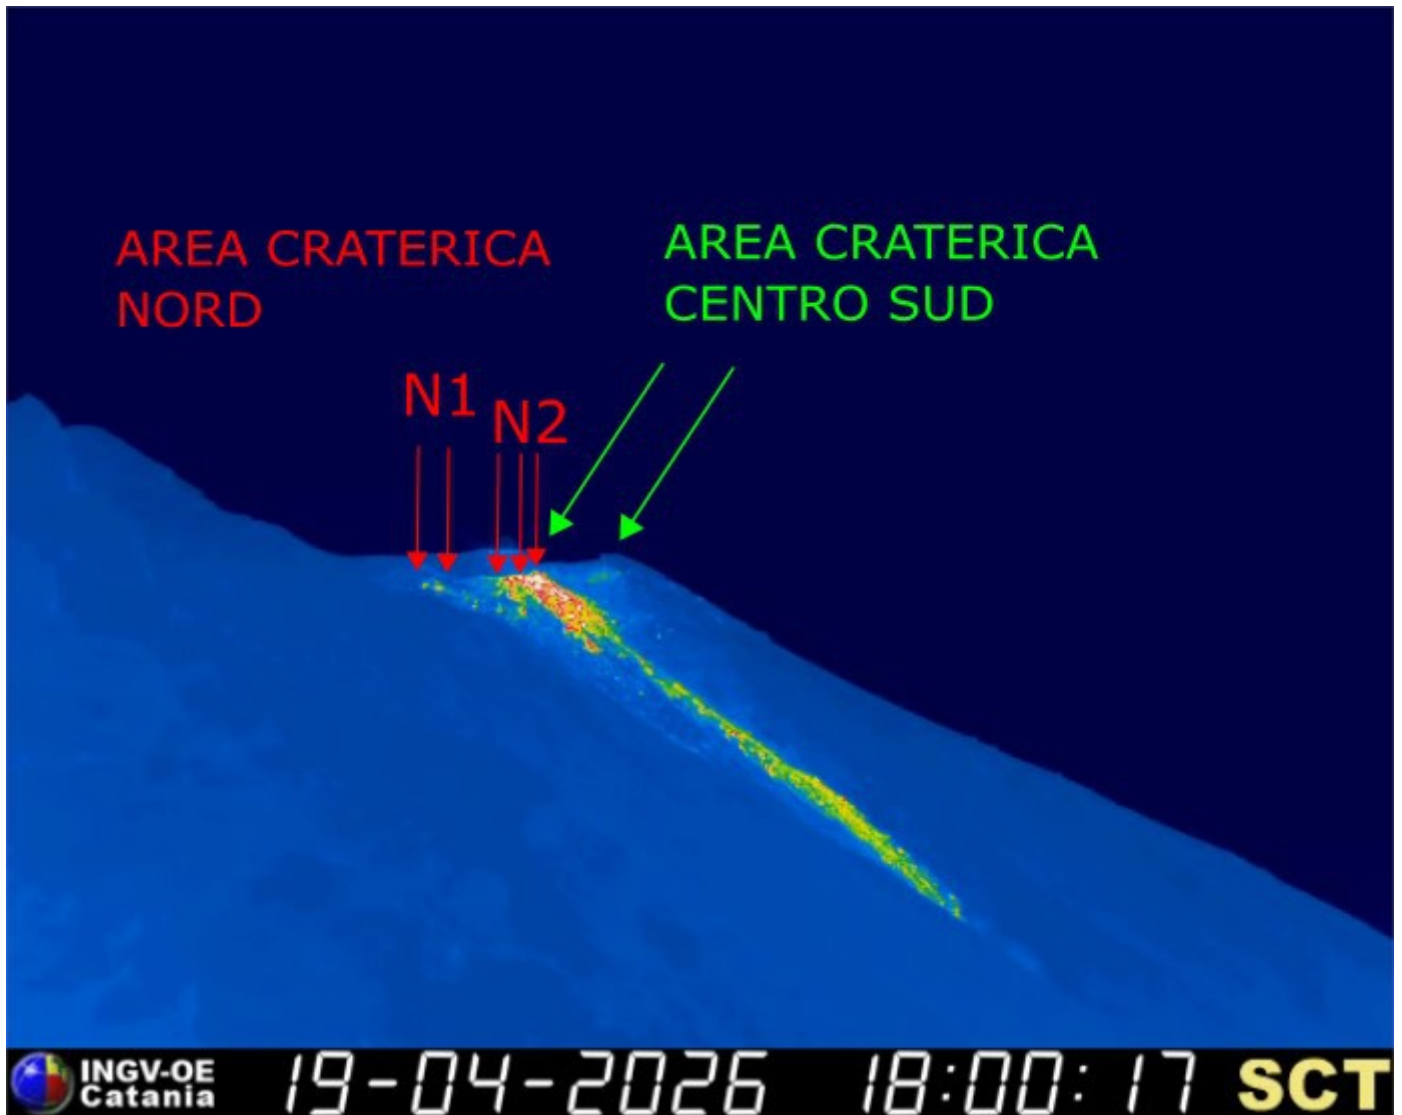 AREA CRATERICA
NORD
AREA CRATERICA
CENTRO SUD
N1
N2
INGV-OE
Catania
19-04-2026 18:00:17 SCT